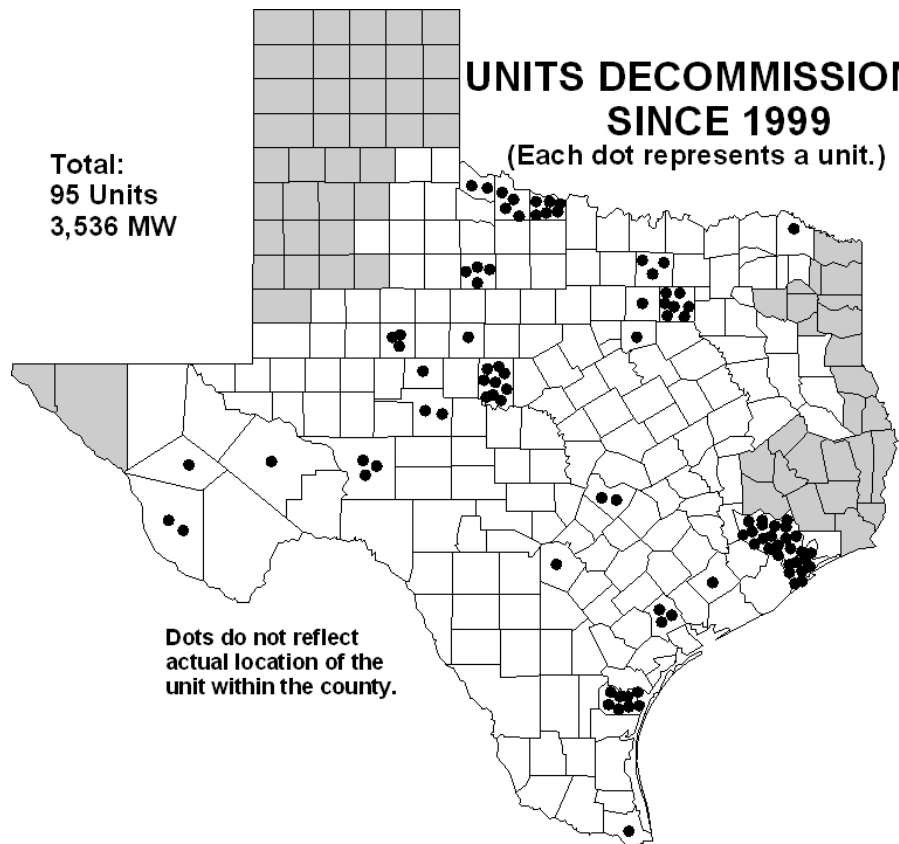 UNITS DECOMMISSION
SINCE 1999
(Each dot represents a unit.)
Total:
95 Units
3,536 MW
Dots do not reflect
actual location of the
unit within the county.